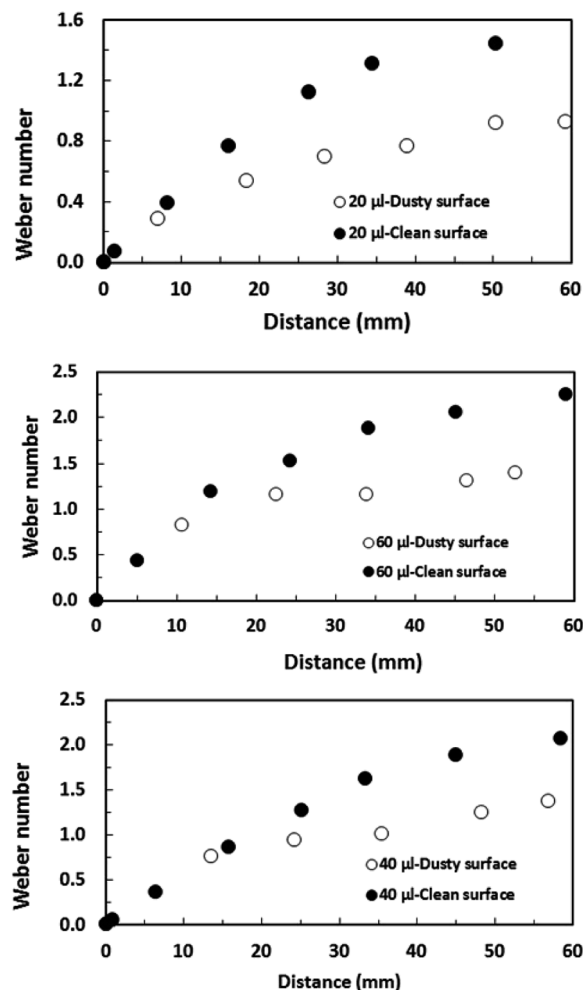 1.6
1.2
0.8
0.4
0.0
Weber number
20 µl-Dusty surface
20 µl-Clean surface
0 10 20 30 40 50 60
Distance (mm)
2.5
2.0
1.5
1.0
0.5
0.0
Weber number
60 µl-Dusty surface
60 µl-Clean surface
0 10 20 30 40 50 60
Distance (mm)
2.5
2.0
1.5
1.0
0.5
0.0
Weber number
40 µl-Dusty surface
40 µl-Clean surface
0 10 20 30 40 50 60
Distance (mm)